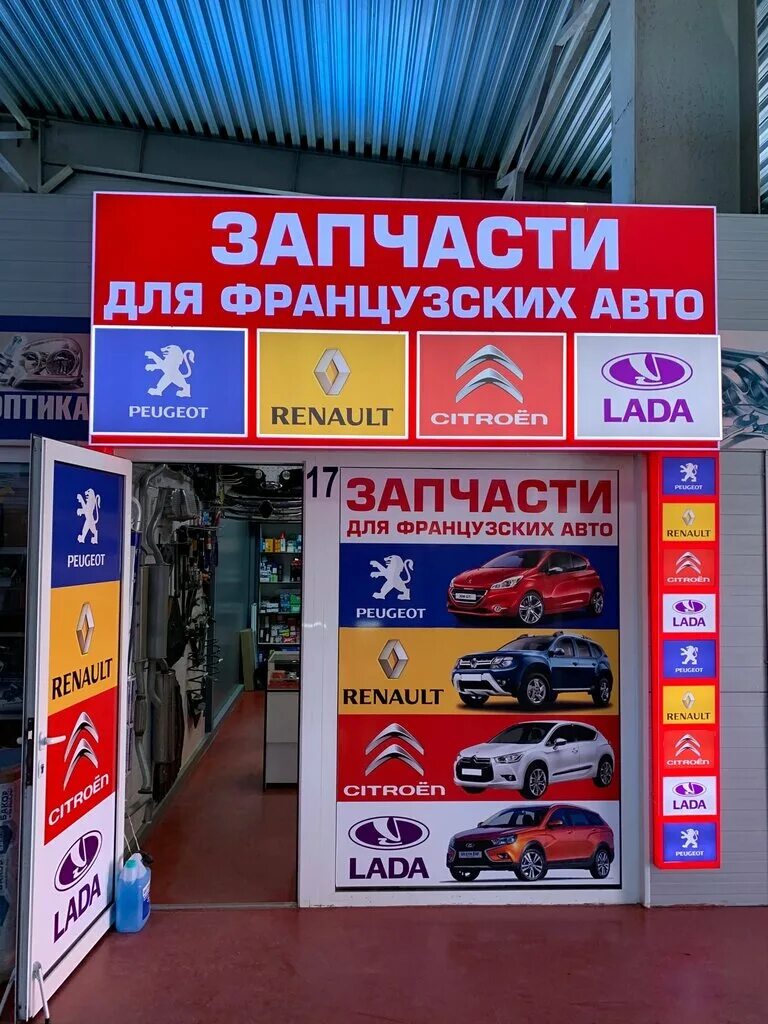 ЗАПЧАСТИ
ДЛЯ ФРАНЦУЗСКИХ АВТО
PEUGEOT
RENAULT
CITROËN
LADA
ОПТИКА
PEUGEOT
RENAULT
CITROËN
LADA
17
ЗАПЧАСТИ
ДЛЯ ФРАНЦУЗСКИХ АВТО
PEUGEOT
RENAULT
CITROËN
LADA
PEUGEOT
RENAULT
CITROËN
LADA
PEUGEOT
RENAULT
CITROËN
LADA
PEUGEOT